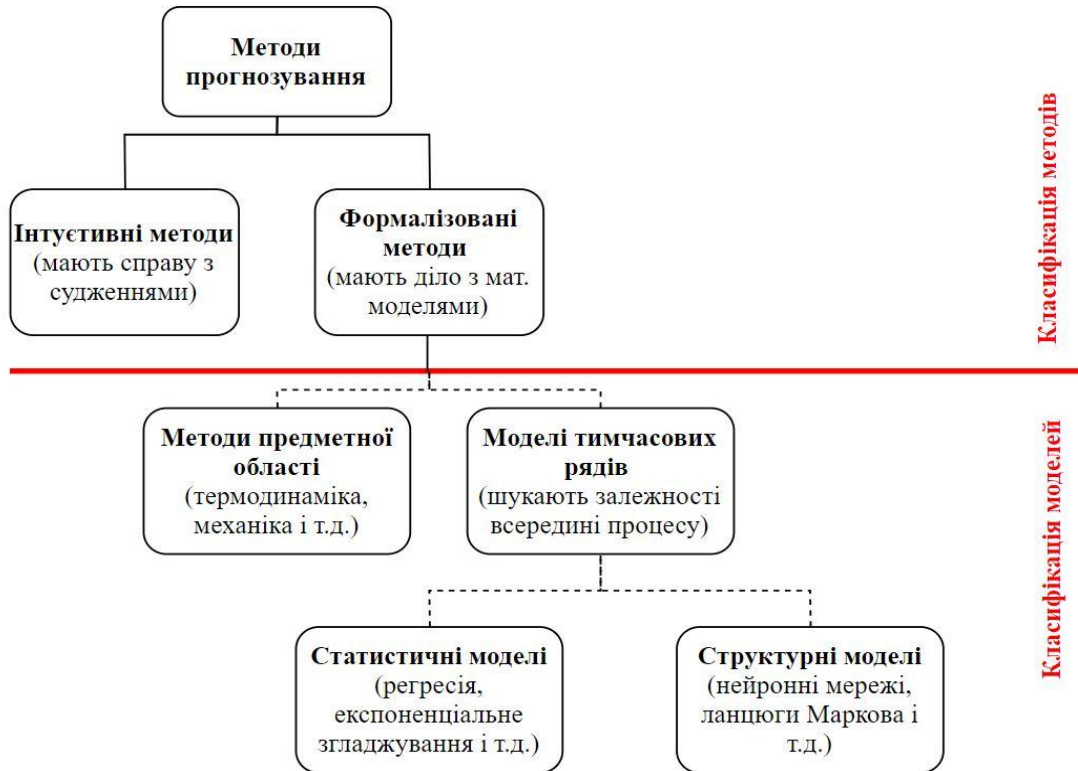 Методи
прогнозування
Інтуєтивні методи
(мають справу з
судженнями)
Формалізовані
методи
(мають діло з мат.
моделями)
Класифікація методів
Методи предметної
області
(термодинаміка,
механіка і т.д.)
Моделі тимчасових
рядів
(шукають залежності
всередині процесу)
Статистичні моделі
(регресія,
експоненціальне
згладжування і т.д.)
Структурні моделі
(нейронні мережі,
ланцюги Маркова і
т.д.)
Класифікація моделей